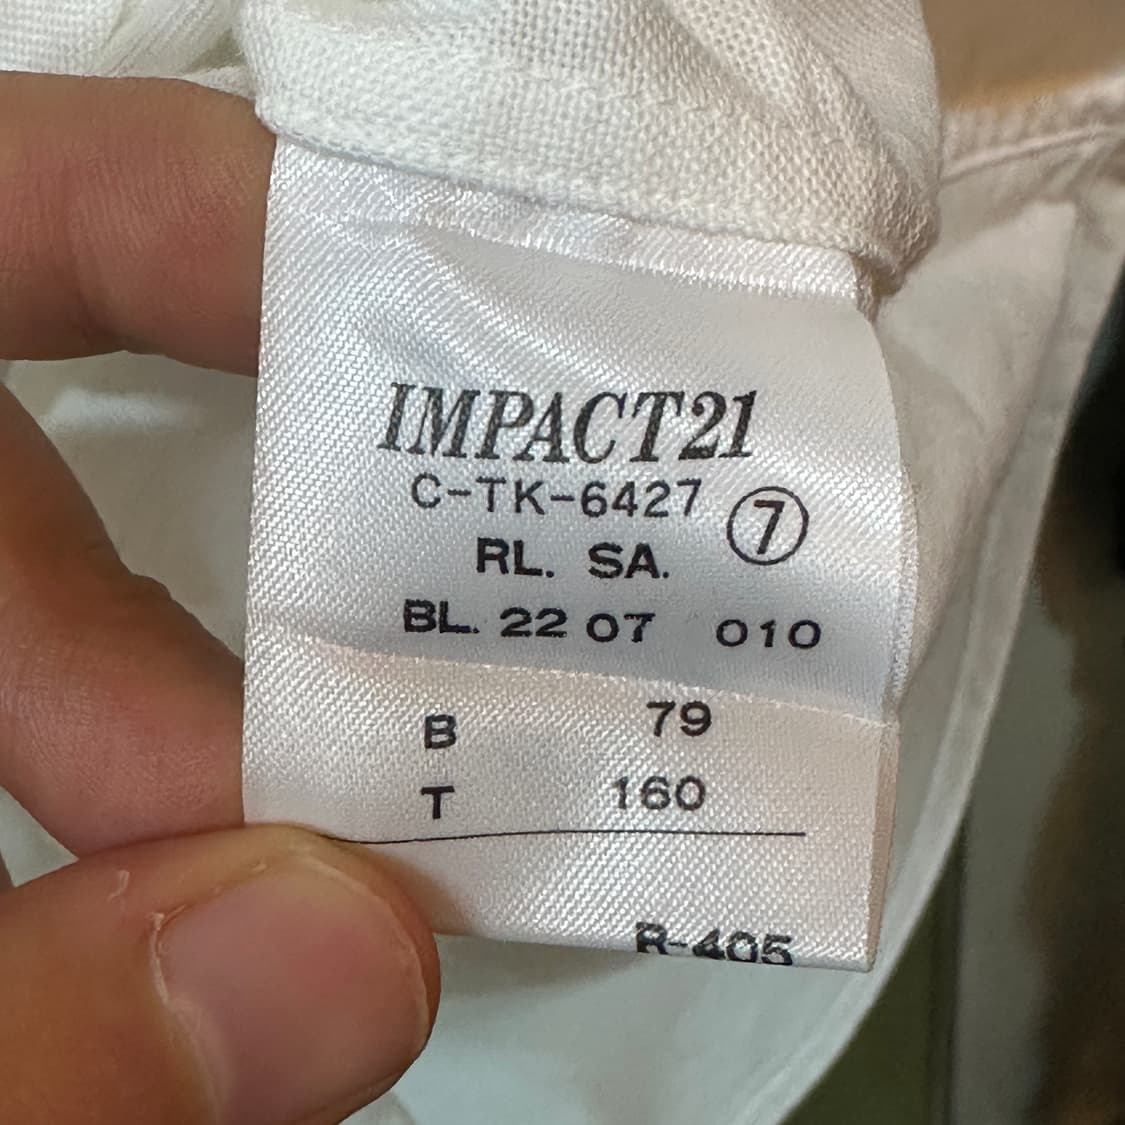 IMPACT21
C-TK-6427 ⑦
RL. SA.
BL. 22 07 010
B 79
T 160
R-405